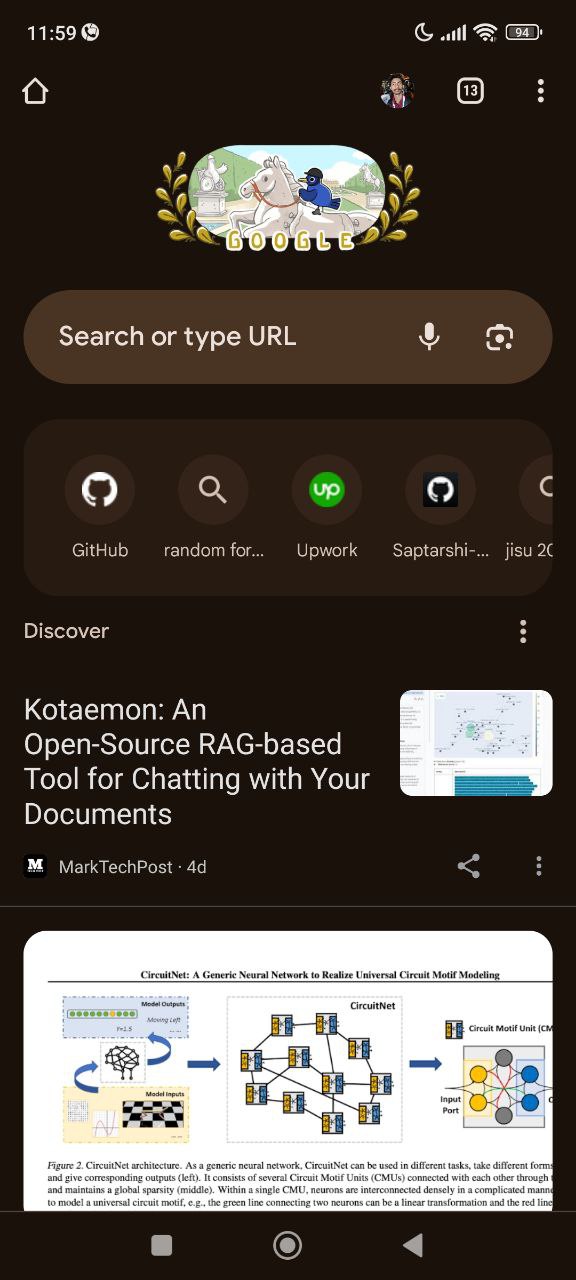 11:59
94
13
GOOGLE
Search or type URL
GitHub
random for...
Upwork
Saptarshi-...
jisu 20
Discover
Kotaemon: An
Open-Source RAG-based
Tool for Chatting with Your
Documents
MarkTechPost · 4d
CircuitNet: A Generic Neural Network to Realize Universal Circuit Motif Modeling
Model Outputs
Moving Left
Y=1.5
... ...
Model Inputs
... ...
CircuitNet
Circuit Motif Unit (CM
Input
Port
Figure 2. CircuitNet architecture. As a generic neural network, CircuitNet can be used in different tasks, take different forms
and give corresponding outputs (left). It consists of several Circuit Motif Units (CMUs) connected with each other through
and maintains a global sparsity (middle). Within a single CMU, neurons are interconnected densely in a complicated
to model a universal circuit motif, e.g., the green line connecting two neurons can be a linear transformation and the red line